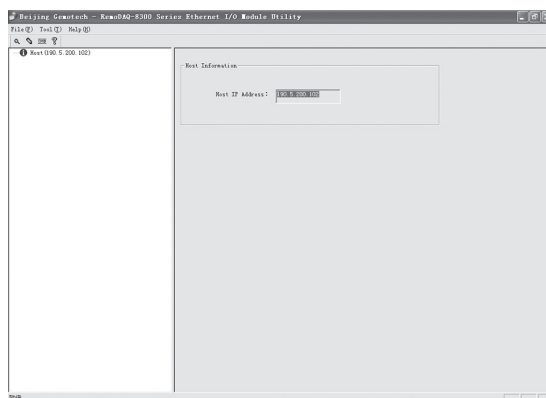 Beijing Gemotech - RemoDAQ-8300 Series Ethernet I/O Module Utility
File(F) Tool(T) Help(H)
Host(190.5.200.102)
Host Information
Host IP Address:
190.5.200.102